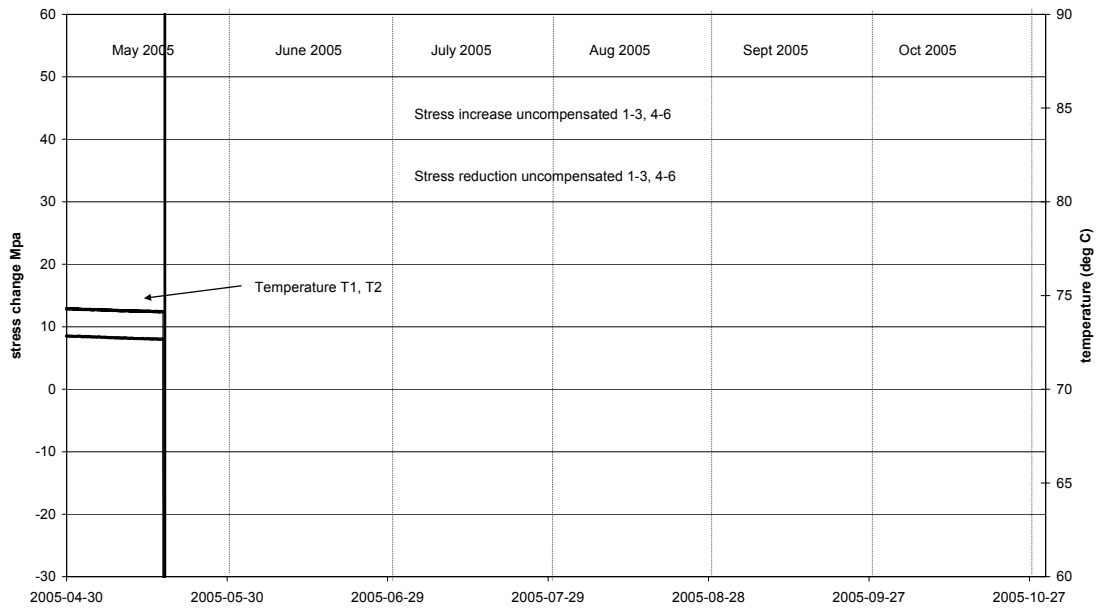 60
50
40
30
20
10
0
-10
-20
-30
stress change Mpa
May 2005
June 2005
July 2005
Aug 2005
Sept 2005
Oct 2005
Stress increase uncompensated 1-3, 4-6
Stress reduction uncompensated 1-3, 4-6
Temperature T1, T2
90
85
80
75
70
65
60
temperature (deg C)
2005-04-30
2005-05-30
2005-06-29
2005-07-29
2005-08-28
2005-09-27
2005-10-27